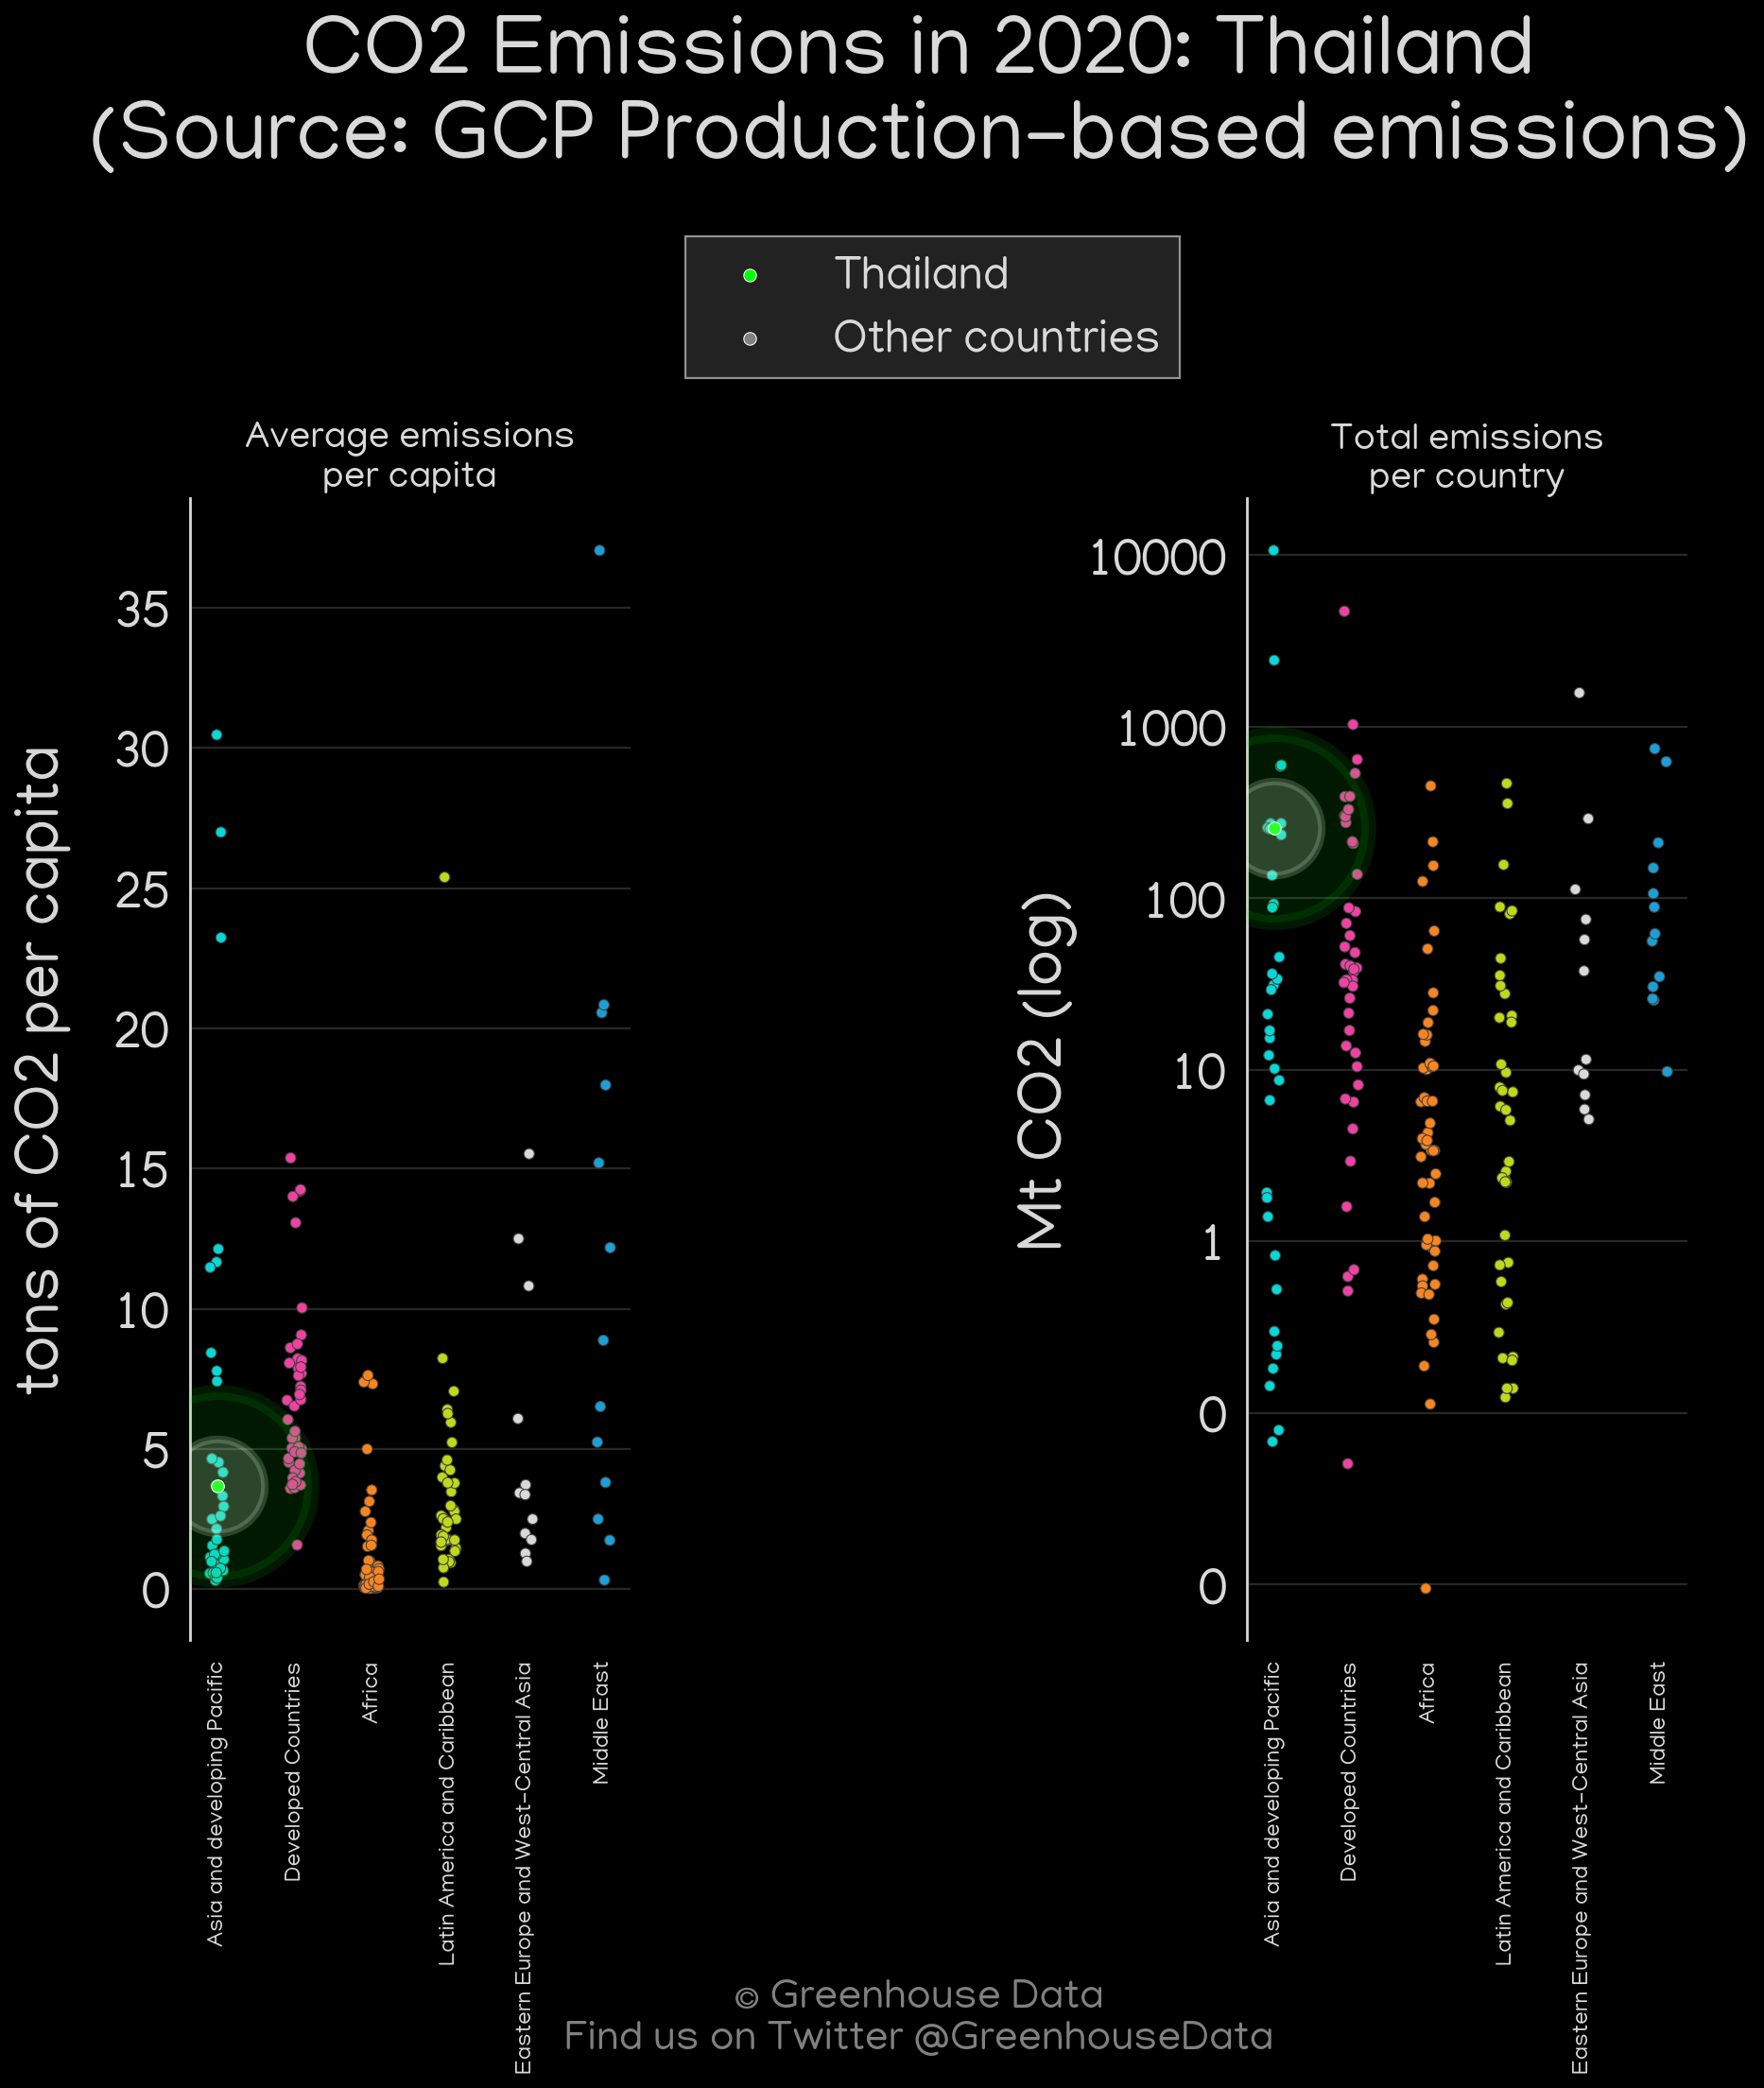 CO2 Emissions in 2020: Thailand
(Source: GCP Production-based emissions)
Thailand
Other countries
Average emissions
per capita
tons of CO2 per capita
35
30
25
20
15
10
5
0
Asia and developing Pacific
Developed Countries
Africa
Latin America and Caribbean
Eastern Europe and West-Central Asia
Middle East
Total emissions
per country
Mt CO2 (log)
10000
1000
100
10
1
0
0
Asia and developing Pacific
Developed Countries
Africa
Latin America and Caribbean
Eastern Europe and West-Central Asia
Middle East
© Greenhouse Data
Find us on Twitter @GreenhouseData